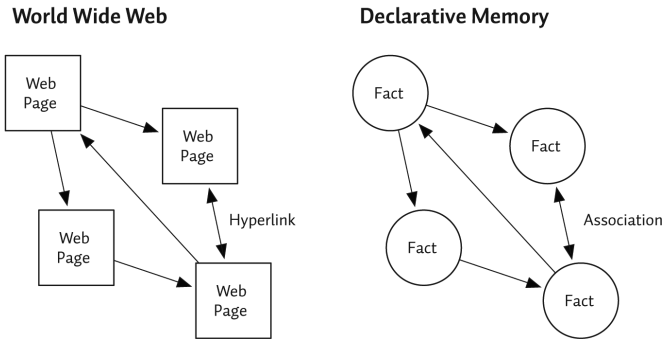 World Wide Web
Declarative Memory
Web
Page
Web
Page
Hyperlink
Web
Page
Web
Page
Fact
Fact
Association
Fact
Fact